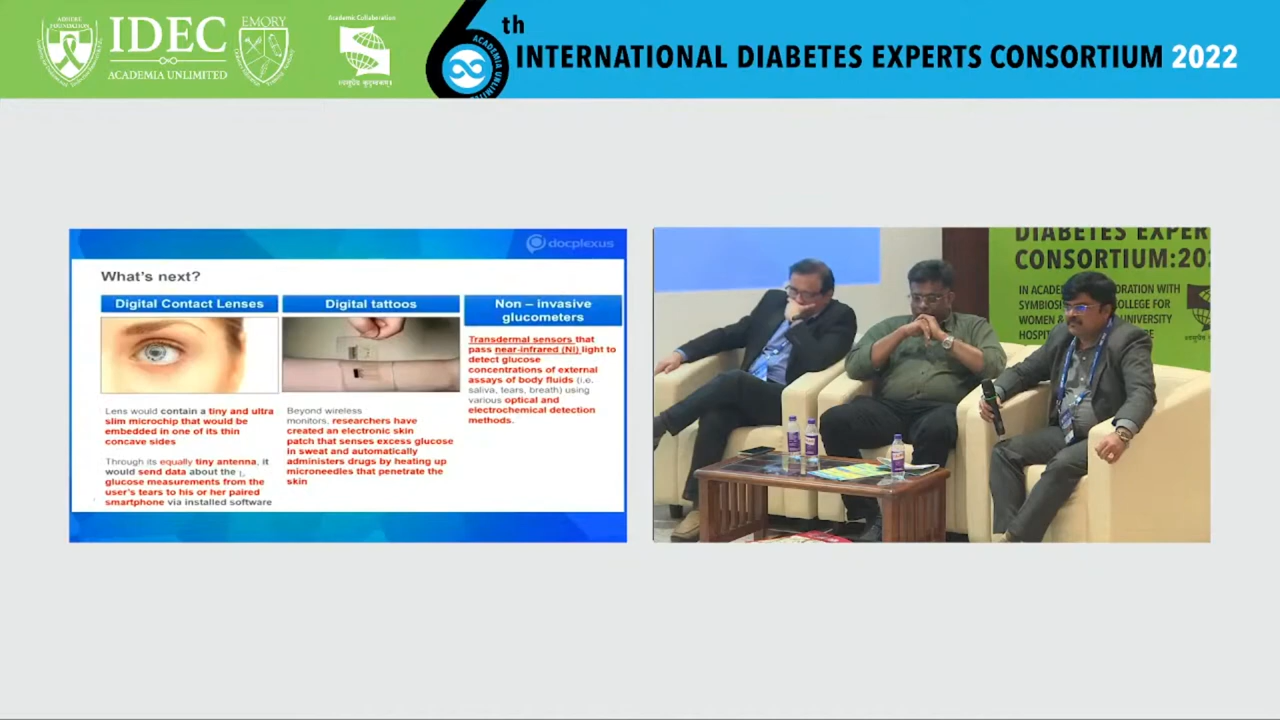 IDEC
ACADEMIA UNLIMITED
EMORY
Academic Collaboration
6th
INTERNATIONAL DIABETES EXPERTS CONSORTIUM 2022
docplexus
What's next?
Digital Contact Lenses
Lens would contain a tiny and ultra
slim microchip that would be
embedded in one of its thin
concave sides
Through its equally tiny antenna, it
would send data about the
glucose measurements from the
user's tears to his or her paired
smartphone via installed software
Digital tattoos
Beyond wireless
monitors, researchers have
created an electronic skin
patch that senses excess glucose
in sweat and automatically
administers drugs by heating up
microneedles that penetrate the
skin
Non – invasive
glucometers
Transdermal sensors that
pass near-infrared (NI) light to
detect glucose
concentrations of external
assays of body fluids (i.e.
saliva, tears, breath) using
various optical and
electrochemical detection
methods.
DIABETES EXPER
CONSORTIUM:20
IN ACADE ORATION WITH
SYMBIOSI OLLEGE FOR
WOMEN & UNIVERSITY
HOSPI RE